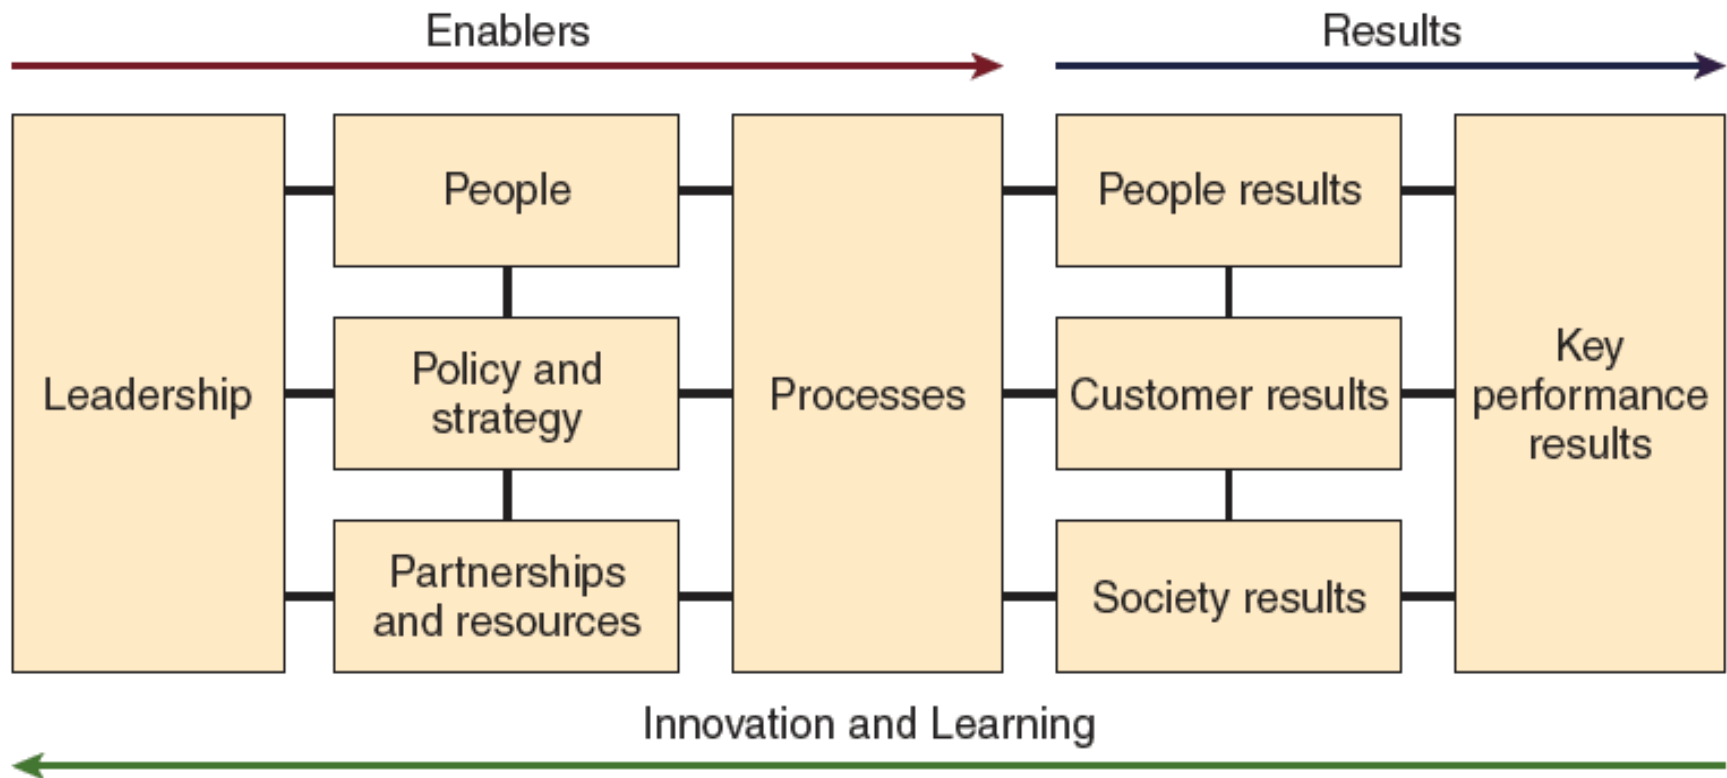 Enablers
Results
Leadership
People
Policy and
strategy
Partnerships
and resources
Processes
People results
Customer results
Society results
Key
performance
results
Innovation and Learning